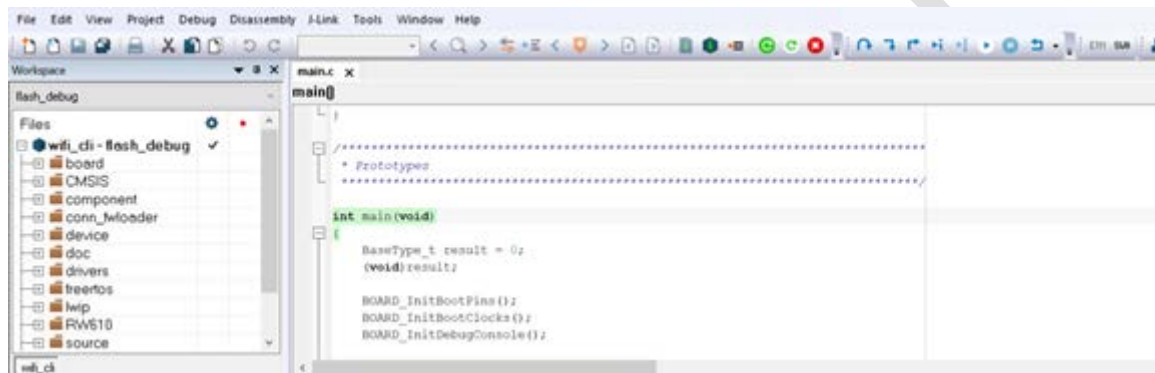 File Edit View Project Debug Disassembly J-Link Tools Window Help
Workspace
main.c x
flash_debug
main()
Files
wifi_cli - flash_debug
board
CMSIS
component
conn_fwloader
device
doc
drivers
freertos
lwip
RW610
source
wifi_cli
}
/******************************************************************************
* Prototypes
******************************************************************************/
int main(void)
{
BaseType_t result = 0;
(void)result;
BOARD_InitBootPins();
BOARD_InitBootClocks();
BOARD_InitDebugConsole();